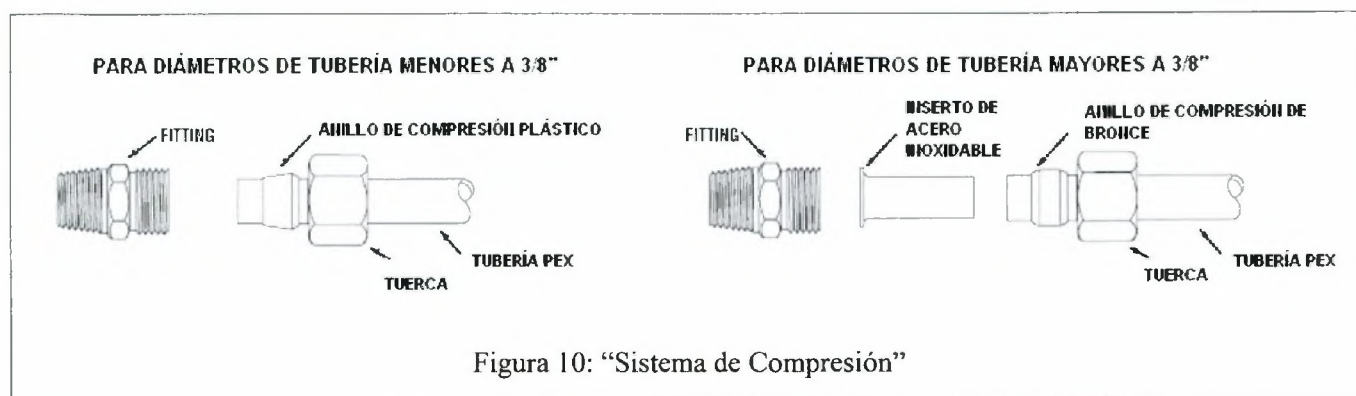 PARA DIÁMETROS DE TUBERÍA MENORES A 3/8"
FITTING
ANILLO DE COMPRESIÓN PLÁSTICO
TUBERÍA PEX
TUERCA
PARA DIÁMETROS DE TUBERÍA MAYORES A 3/8"
FITTING
INSERTO DE
ACERO
INOXIDABLE
ANILLO DE COMPRESIÓN DE
BRONCE
TUBERÍA PEX
TUERCA
Figura 10: “Sistema de Compresión”